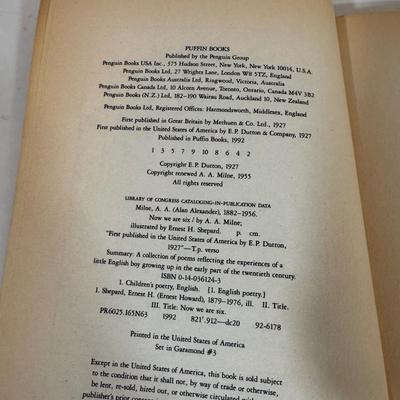 PUFFIN BOOKS
Published by the Penguin Group
Penguin Books USA Inc., 375 Hudson Street, New York, New York 10014, U.S.A.
Penguin Books Ltd, 27 Wrights Lane, London W8 5TZ, England
Penguin Books Australia Ltd, Ringwood, Victoria, Australia
Penguin Books Canada Ltd, 10 Alcorn Avenue, Toronto, Ontario, Canada M4V 3B2
Penguin Books (N.Z.) Ltd, 182-190 Wairau Road, Auckland 10, New Zealand
Penguin Books Ltd, Registered Offices: Harmondsworth, Middlesex, England
First published in Great Britain by Methuen & Co. Ltd., 1927
First published in the United States of America by E.P. Dutton & Company, 1927
Published in Puffin Books, 1992
1 3 5 7 9 10 8 6 4 2
Copyright E.P. Dutton, 1927
Copyright renewed A. A. Milne, 1955
All rights reserved
LIBRARY OF CONGRESS CATALOGING-IN-PUBLICATION DATA
Milne, A. A. (Alan Alexander), 1882-1956.
Now we are six / by A. A. Milne;
illustrated by Ernest H. Shepard. p. cm.
"First published in the United States of America by E.P. Dutton,
1927"—T.p. verso
Summary: A collection of poems reflecting the experiences of a
little English boy growing up in the early part of the twentieth century.
ISBN 0-14-036124-3
1. Children's poetry, English. [1. English poetry.]
I. Shepard, Ernest H. (Ernest Howard), 1879-1976, ill. II. Title.
III. Title: Now we are six.
PR6025.I65N63 1992 821'.912—dc20 92-6178
Printed in the United States of America
Set in Garamond #3
Except in the United States of America, this book is sold subject
to the condition that it shall not, by way of trade or otherwise,
be lent, re-sold, hired out, or otherwise circulated
publisher's prior